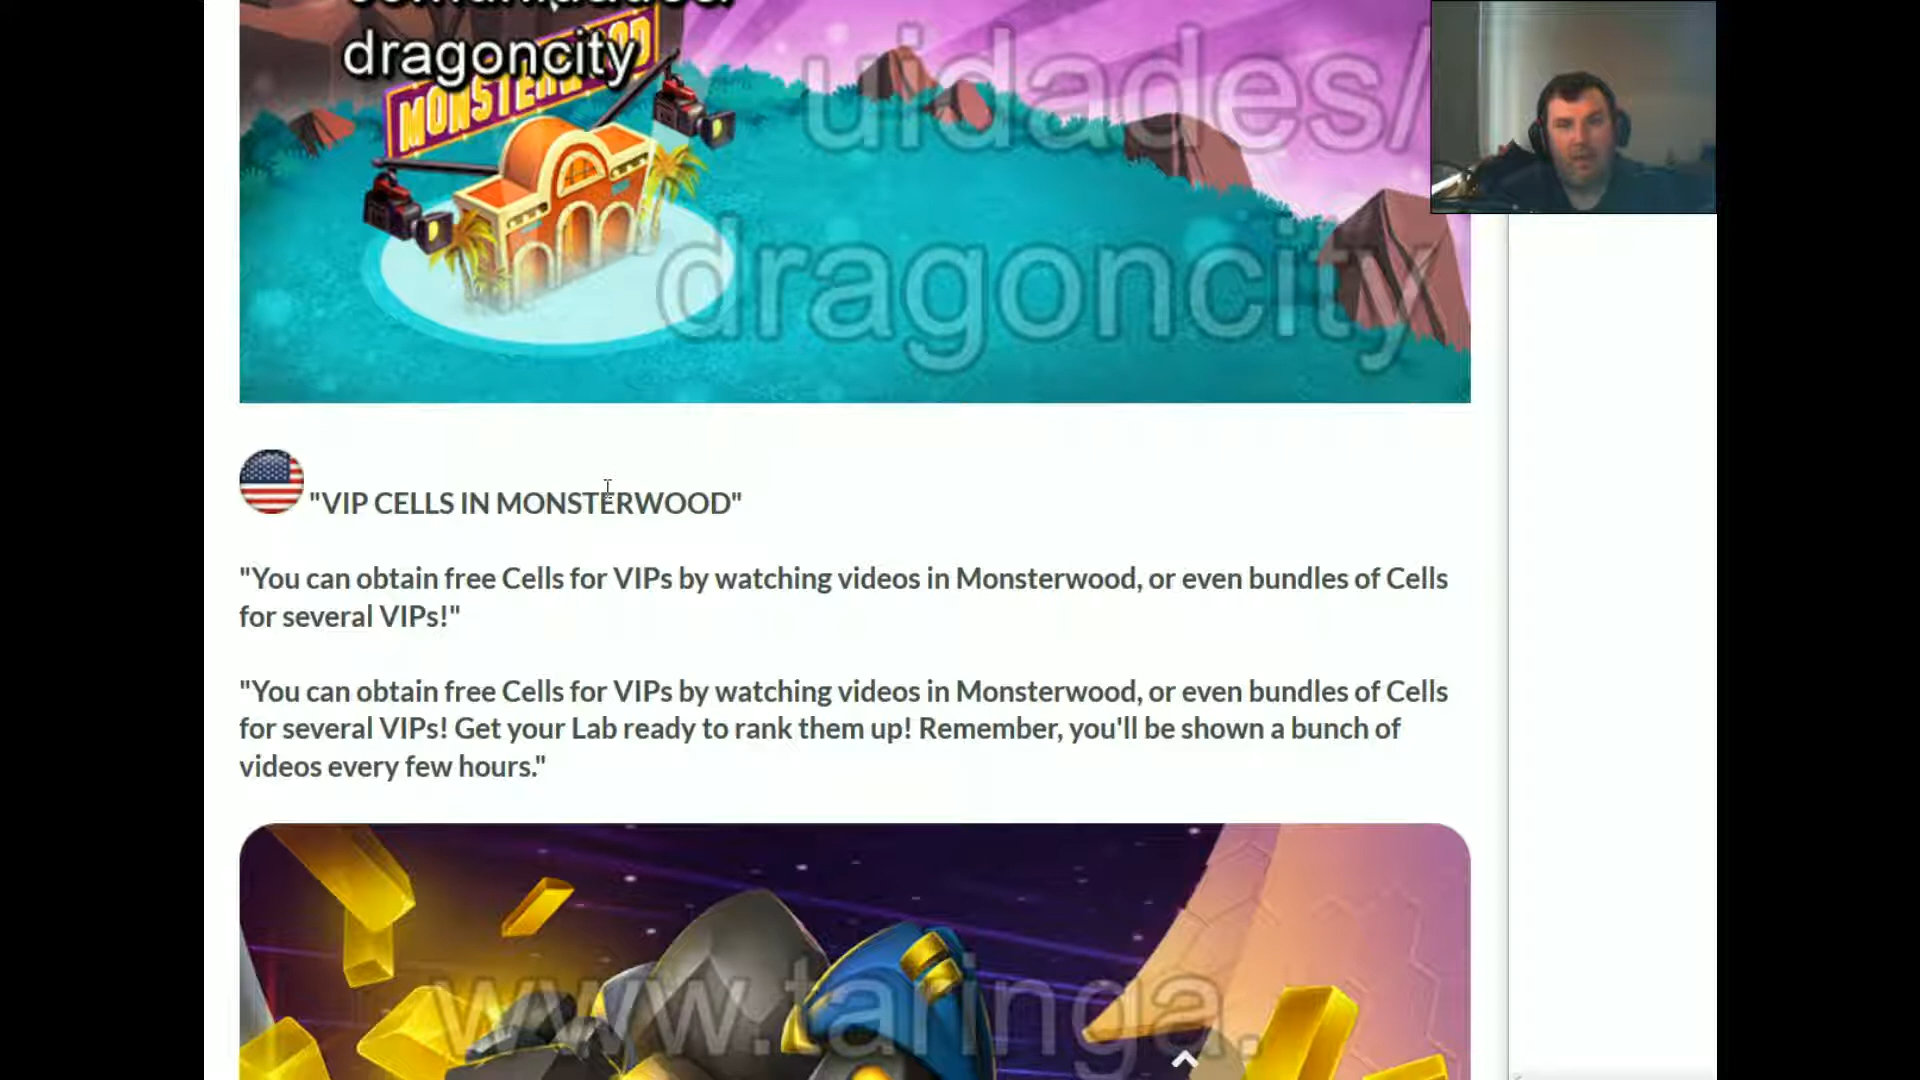 dragoncity
MONSTERWOOD
uidades/
dragoncity
"VIP CELLS IN MONSTERWOOD"
"You can obtain free Cells for VIPs by watching videos in Monsterwood, or even bundles of Cells
for several VIPs!"
"You can obtain free Cells for VIPs by watching videos in Monsterwood, or even bundles of Cells
for several VIPs! Get your Lab ready to rank them up! Remember, you'll be shown a bunch of
videos every few hours."
www.taringa.